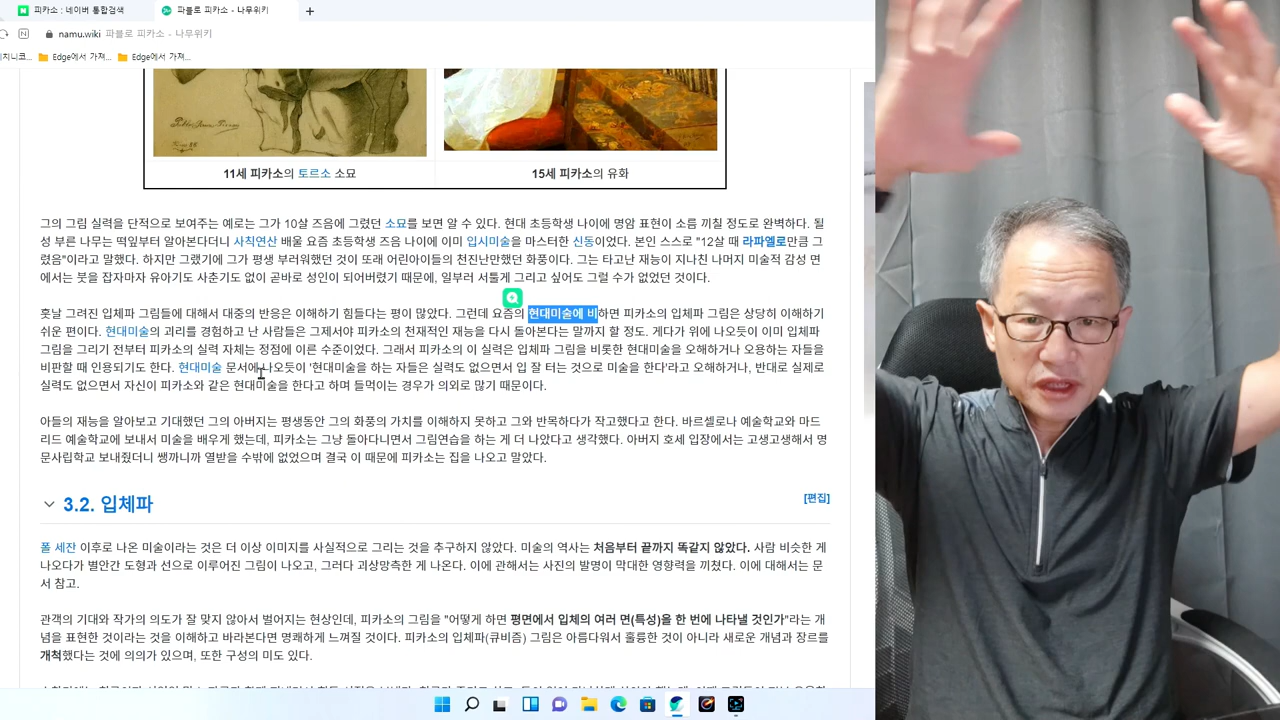 피카소 : 네이버 통합검색
파블로 피카소 - 나무위키
namu.wiki 파블로 피카소 - 나무위키
치니코... Edge에서 가져... Edge에서 가져...
11세 피카소의 토르소 소묘
15세 피카소의 유화
그의 그림 실력을 단적으로 보여주는 예로는 그가 10살 즈음에 그렸던 소묘를 보면 알 수 있다. 현대 초등학생 나이에 명암 표현이 소름 끼칠 정도로 완벽하다. 될
성 부른 나무는 떡잎부터 알아본다더니 사칙연산 배울 요즘 초등학생 즈음 나이에 이미 입시미술을 마스터한 신동이었다. 본인 스스로 "12살 때 라파엘로만큼 그
렸음"이라고 말했다. 하지만 그랬기에 그가 평생 부러워했던 것이 또래 어린아이들의 천진난만했던 화풍이다. 그는 타고난 재능이 지나친 나머지 미술적 감성 면
에서는 붓을 잡자마자 유아기도 사춘기도 없이 곧바로 성인이 되어버렸기 때문에, 일부러 서툴게 그리고 싶어도 그럴 수가 없었던 것이다.
훗날 그려진 입체파 그림들에 대해서 대중의 반응은 이해하기 힘들다는 편이 많았다. 그런데 요즘의 현대미술에 비하면 피카소의 입체파 그림은 상당히 이해하기
쉬운 편이다. 현대미술의 괴리를 경험하고 난 사람들은 그제서야 피카소의 천재적인 재능을 다시 돌아본다는 말까지 할 정도. 게다가 위에 나오듯이 이미 입체파
그림을 그리기 전부터 피카소의 실력 자체는 정점에 이른 수준이었다. 그래서 피카소의 이 실력은 입체파 그림을 비롯한 현대미술을 오해하거나 오용하는 자들을
비판할 때 인용되기도 한다. 현대미술 문서에 나오듯이 '현대미술을 하는 자들은 실력도 없으면서 입 잘 터는 것으로 미술을 한다'라고 오해하거나, 반대로 실제로
실력도 없으면서 자신이 피카소와 같은 현대미술을 한다고 하며 들먹이는 경우가 의외로 많기 때문이다.
아들의 재능을 알아보고 기대했던 그의 아버지는 평생동안 그의 화풍의 가치를 이해하지 못하고 그와 반목하다가 작고했다고 한다. 바르셀로나 예술학교와 마드
리드 예술학교에 보내서 미술을 배우게 했는데, 피카소는 그냥 돌아다니면서 그림연습을 하는 게 더 나았다고 생각했다. 아버지 호세 입장에서는 고생고생해서 명
문사립학교 보내줬더니 쌩까니까 열받을 수밖에 없었으며 결국 이 때문에 피카소는 집을 나오고 말았다.
3.2. 입체파
[편집]
폴 세잔 이후로 나온 미술이라는 것은 더 이상 이미지를 사실적으로 그리는 것을 추구하지 않았다. 미술의 역사는 처음부터 끝까지 똑같지 않았다. 사람 비슷한 게
나오다가 별안간 도형과 선으로 이루어진 그림이 나오고, 그러다 괴상망측한 게 나온다. 이에 관해서는 사진의 발명이 막대한 영향력을 끼쳤다. 이에 대해서는 문
서 참고.
관객의 기대와 작가의 의도가 잘 맞지 않아서 벌어지는 현상인데, 피카소의 그림을 "어떻게 하면 평면에서 입체의 여러 면(특성)을 한 번에 나타낼 것인가"라는 개
념을 표현한 것이라는 것을 이해하고 바라본다면 명쾌하게 느껴질 것이다. 피카소의 입체파(큐비즘) 그림은 아름다워서 훌륭한 것이 아니라 새로운 개념과 장르를
개척했다는 것에 의의가 있으며, 또한 구성의 미도 있다.